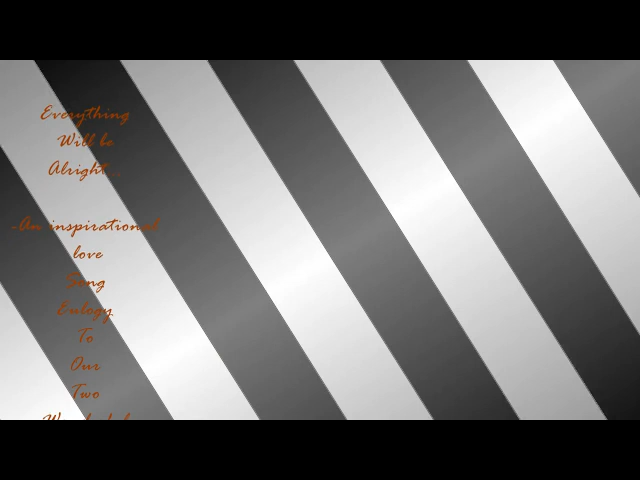 Everything
Will be
Alright...
-An inspirational
love
Song
Eulogy
To
Our
Two